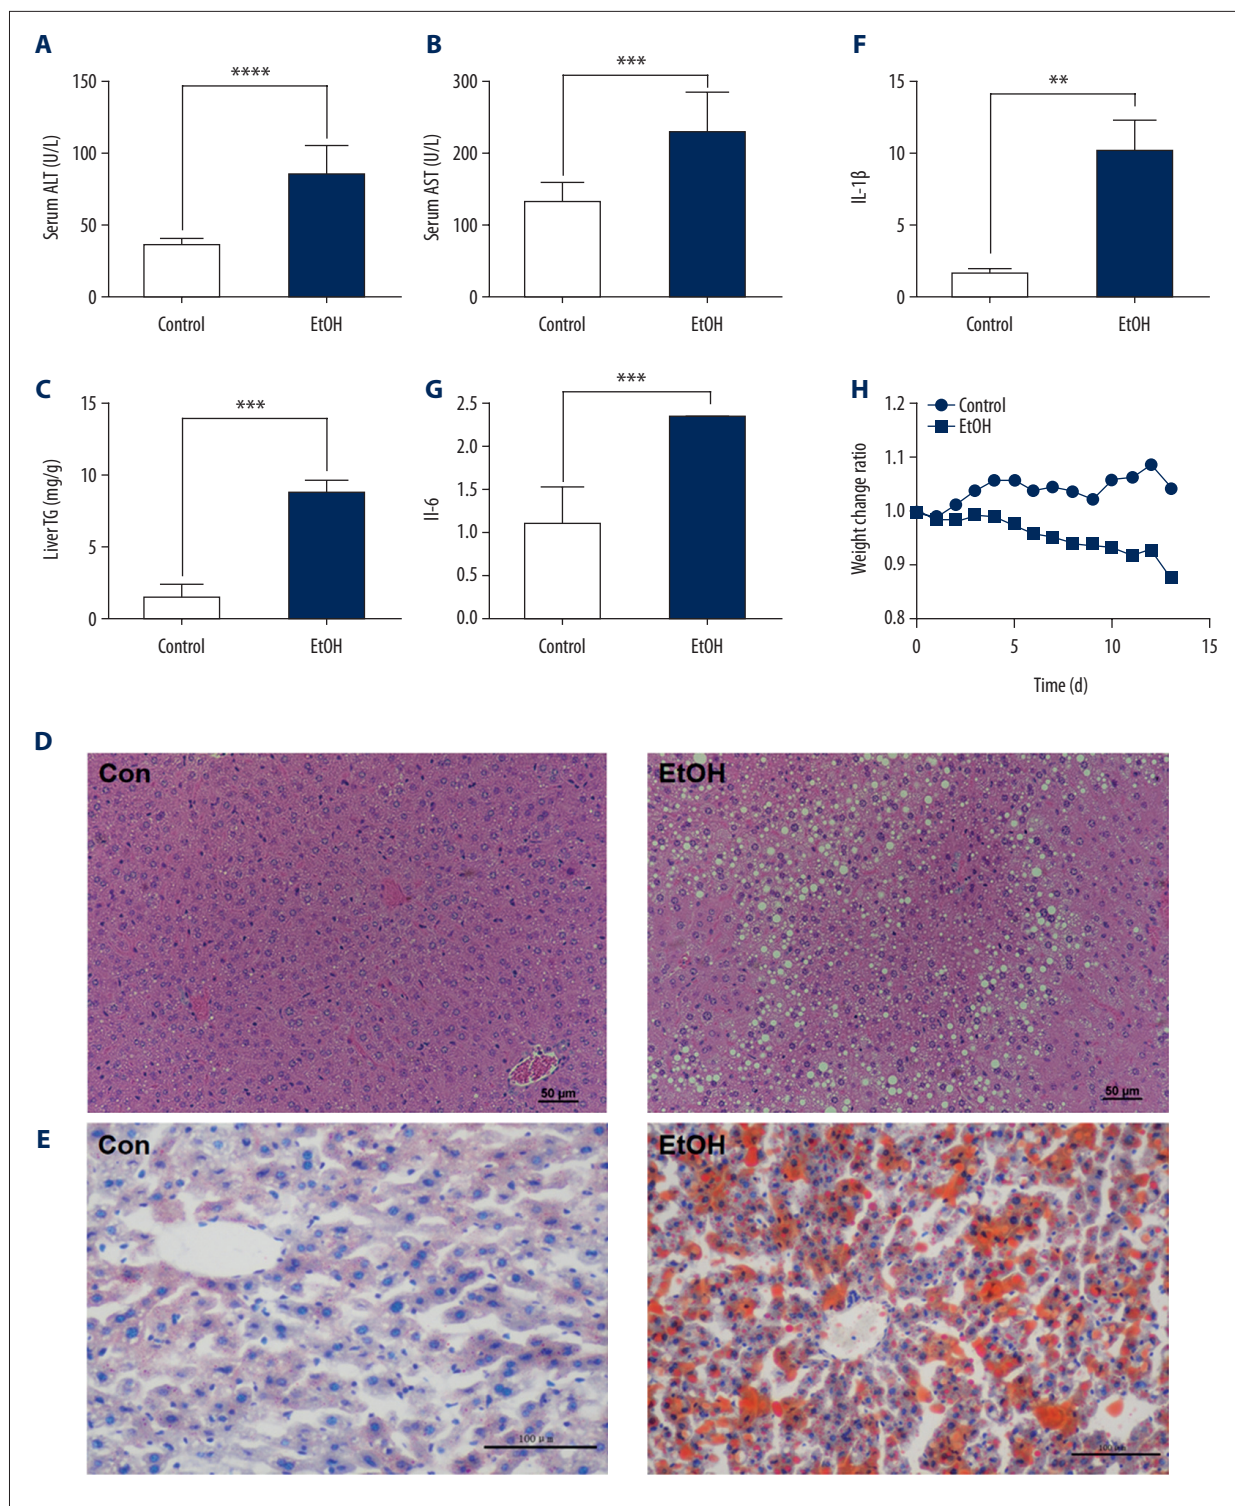 A
****
150
100
50
0
Serum ALT (U/L)
Control
EtOH
B
***
300
200
100
0
Serum AST (U/L)
Control
EtOH
F
**
15
10
5
0
IL-1β
Control
EtOH
C
***
15
10
5
0
Liver TG (mg/g)
Control
EtOH
G
***
2.5
2.0
1.5
1.0
0.5
0.0
Il-6
Control
EtOH
H
1.2
1.1
1.0
0.9
0.8
Weight change ratio
Control
EtOH
0
5
10
15
Time (d)
D
Con
50 µm
EtOH
50 µm
E
Con
100 µm
EtOH
100 µm